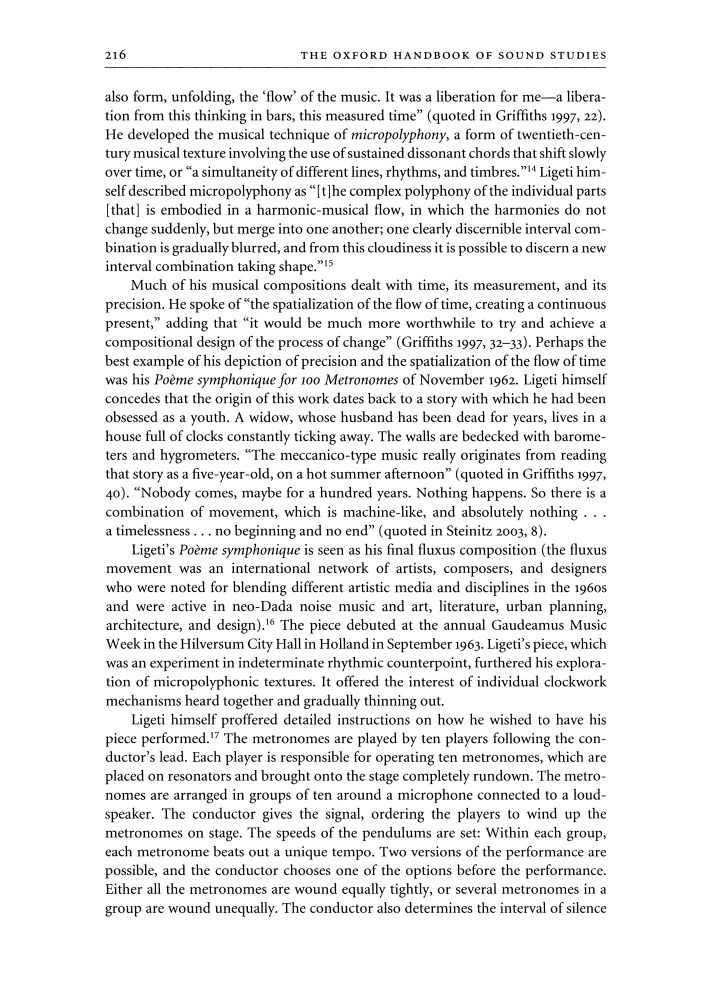 216
THE OXFORD HANDBOOK OF SOUND STUDIES
also form, unfolding, the ‘flow’ of the music. It was a liberation for me—a libera-
tion from this thinking in bars, this measured time” (quoted in Griffiths 1997, 22).
He developed the musical technique of micropolyphony, a form of twentieth-cen-
tury musical texture involving the use of sustained dissonant chords that shift slowly
over time, or “a simultaneity of different lines, rhythms, and timbres.”14 Ligeti him-
self described micropolyphony as “[t]he complex polyphony of the individual parts
[that] is embodied in a harmonic-musical flow, in which the harmonies do not
change suddenly, but merge into one another; one clearly discernible interval com-
bination is gradually blurred, and from this cloudiness it is possible to discern a new
interval combination taking shape.”15
Much of his musical compositions dealt with time, its measurement, and its
precision. He spoke of “the spatialization of the flow of time, creating a continuous
present,” adding that “it would be much more worthwhile to try and achieve a
compositional design of the process of change” (Griffiths 1997, 32–33). Perhaps the
best example of his depiction of precision and the spatialization of the flow of time
was his Poème symphonique for 100 Metronomes of November 1962. Ligeti himself
concedes that the origin of this work dates back to a story with which he had been
obsessed as a youth. A widow, whose husband has been dead for years, lives in a
house full of clocks constantly ticking away. The walls are bedecked with barome-
ters and hygrometers. “The meccanico-type music really originates from reading
that story as a five-year-old, on a hot summer afternoon” (quoted in Griffiths 1997,
40). “Nobody comes, maybe for a hundred years. Nothing happens. So there is a
combination of movement, which is machine-like, and absolutely nothing . . .
a timelessness . . . no beginning and no end” (quoted in Steinitz 2003, 8).
Ligeti’s Poème symphonique is seen as his final fluxus composition (the fluxus
movement was an international network of artists, composers, and designers
who were noted for blending different artistic media and disciplines in the 1960s
and were active in neo-Dada noise music and art, literature, urban planning,
architecture, and design).16 The piece debuted at the annual Gaudeamus Music
Week in the Hilversum City Hall in Holland in September 1963. Ligeti’s piece, which
was an experiment in indeterminate rhythmic counterpoint, furthered his explora-
tion of micropolyphonic textures. It offered the interest of individual clockwork
mechanisms heard together and gradually thinning out.
Ligeti himself proffered detailed instructions on how he wished to have his
piece performed.17 The metronomes are played by ten players following the con-
ductor’s lead. Each player is responsible for operating ten metronomes, which are
placed on resonators and brought onto the stage completely rundown. The metro-
nomes are arranged in groups of ten around a microphone connected to a loud-
speaker. The conductor gives the signal, ordering the players to wind up the
metronomes on stage. The speeds of the pendulums are set: Within each group,
each metronome beats out a unique tempo. Two versions of the performance are
possible, and the conductor chooses one of the options before the performance.
Either all the metronomes are wound equally tightly, or several metronomes in a
group are wound unequally. The conductor also determines the interval of silence